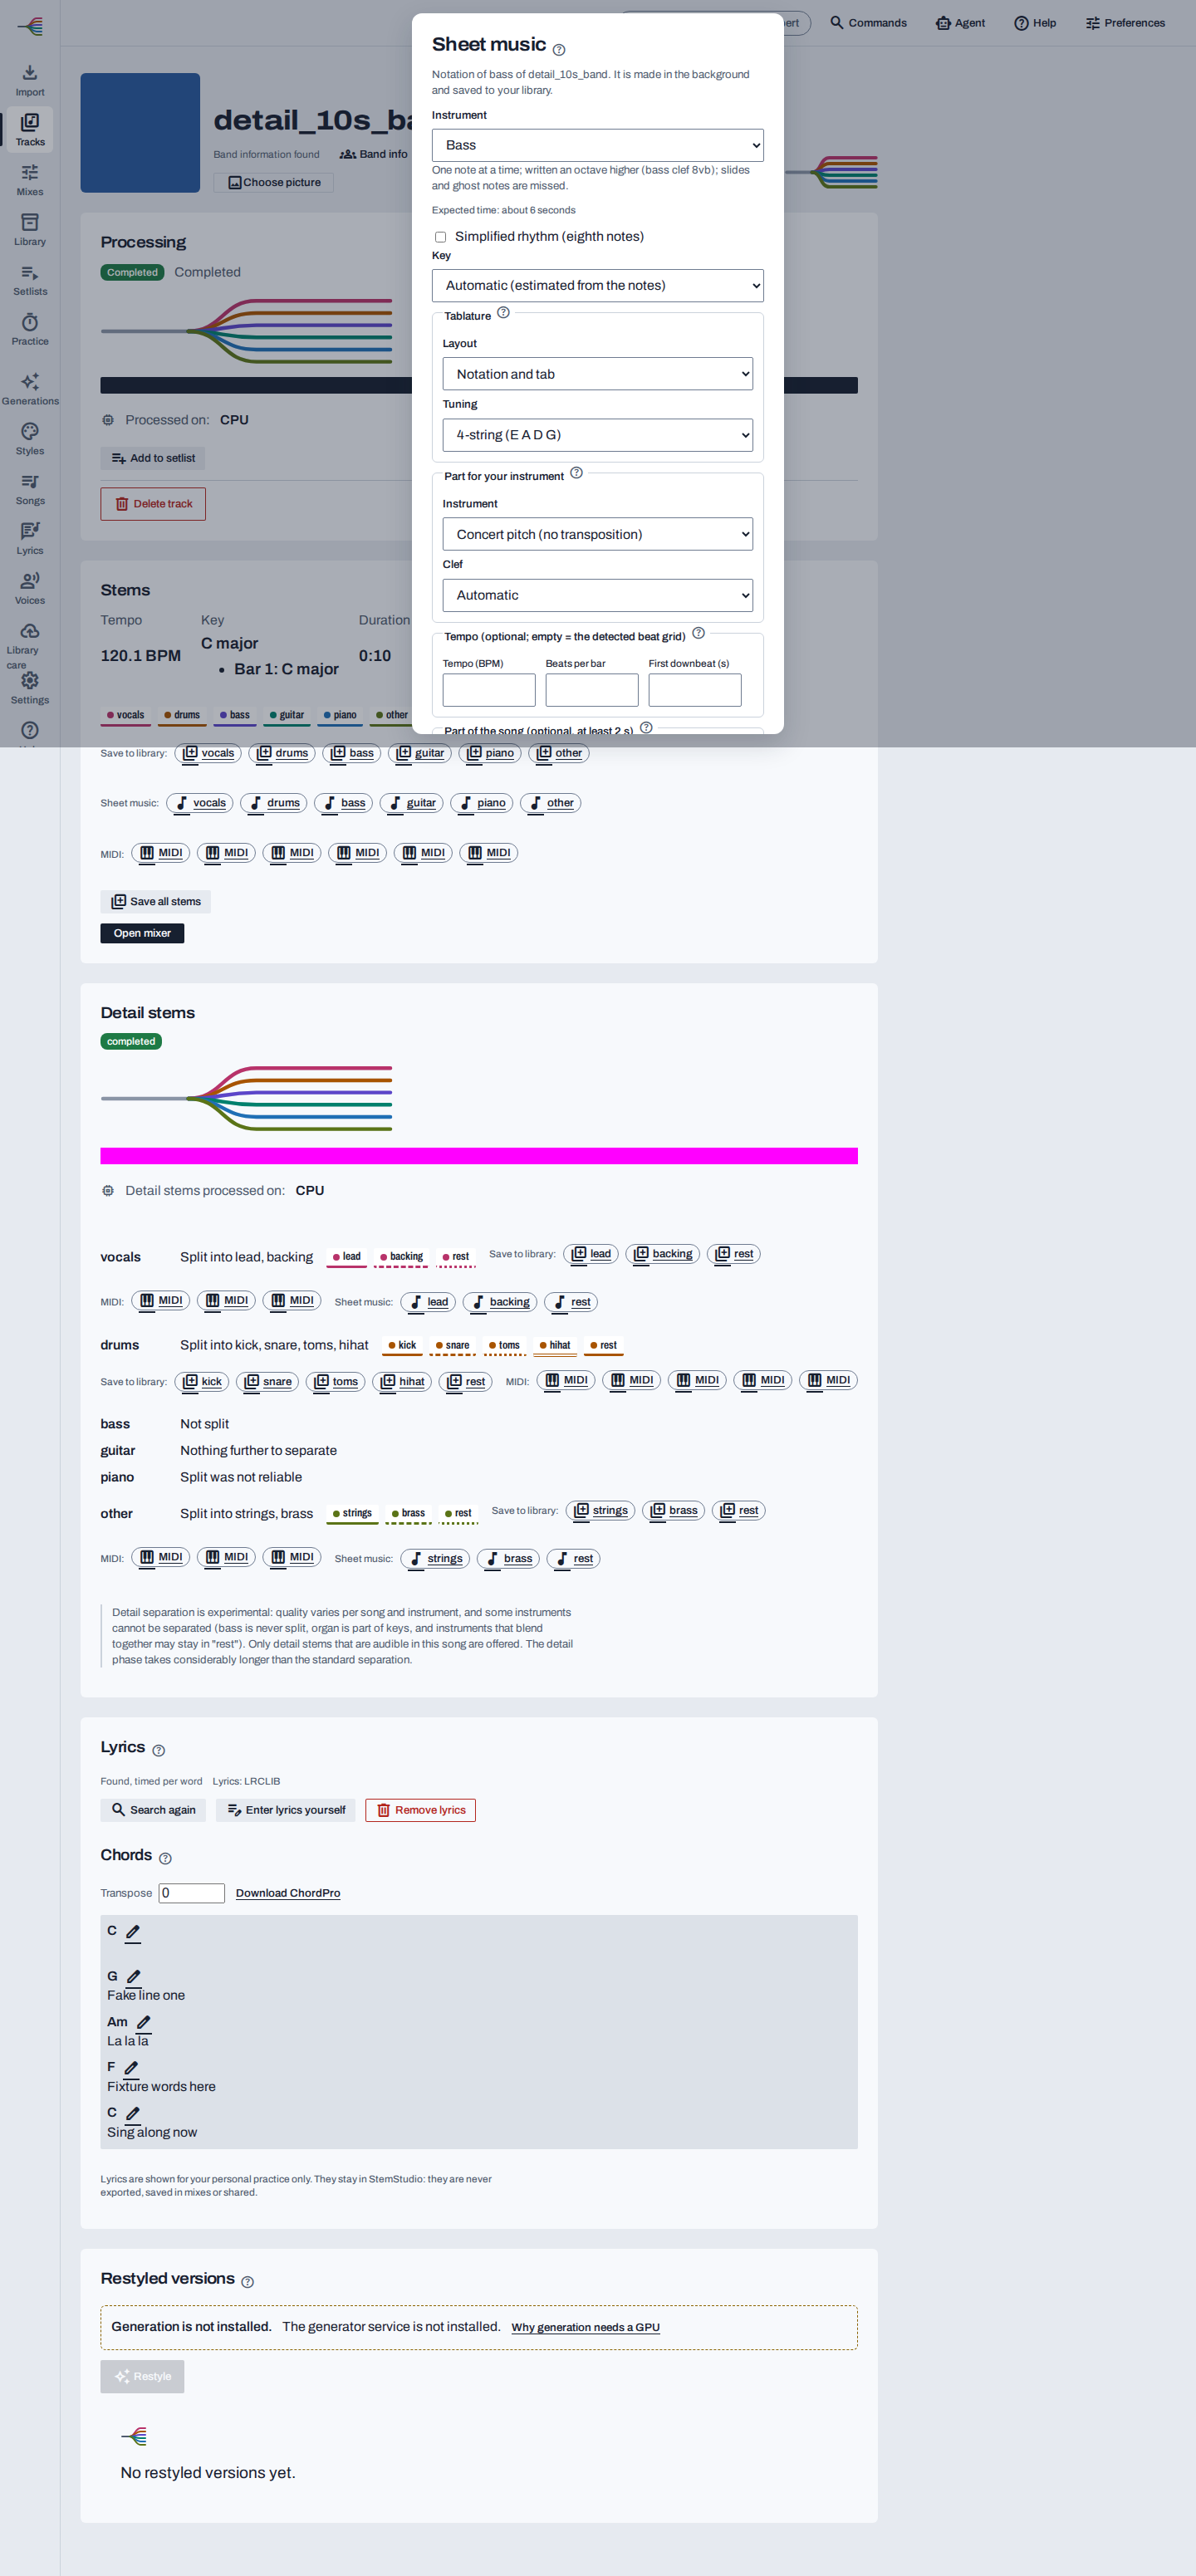 Import
Tracks
Mixes
Library
Setlists
Practice
Generations
Styles
Songs
Lyrics
Voices
Library
care
Settings
Commands
Agent
Help
Preferences
detail_10s_ba
Band information found
Band info
Choose picture
Sheet music
Notation of bass of detail_10s_band. It is made in the background
and saved to your library.
Instrument
Bass
One note at a time; written an octave higher (bass clef 8vb); slides
and ghost notes are missed.
Expected time: about 6 seconds
Simplified rhythm (eighth notes)
Key
Automatic (estimated from the notes)
Tablature
Layout
Notation and tab
Tuning
4-string (E A D G)
Part for your instrument
Instrument
Concert pitch (no transposition)
Clef
Automatic
Tempo (optional; empty = the detected beat grid)
Tempo (BPM) Beats per bar First downbeat (s)
Part of the song (optional, at least 2 s)
Processing
Completed Completed
Processed on: CPU
Add to setlist
Delete track
Stems
Tempo Key Duration
120.1 BPM C major 0:10
Bar 1: C major
vocals drums bass guitar piano other
Save to library: vocals drums bass guitar piano other
Sheet music: vocals drums bass guitar piano other
MIDI: MIDI MIDI MIDI MIDI MIDI MIDI
Save all stems
Open mixer
Detail stems
completed
Detail stems processed on: CPU
vocals Split into lead, backing lead backing rest Save to library: lead backing rest
MIDI: MIDI MIDI MIDI Sheet music: lead backing rest
drums Split into kick, snare, toms, hihat kick snare toms hihat rest
Save to library: kick snare toms hihat rest MIDI: MIDI MIDI MIDI MIDI MIDI
bass Not split
guitar Nothing further to separate
piano Split was not reliable
other Split into strings, brass strings brass rest Save to library: strings brass rest
MIDI: MIDI MIDI MIDI Sheet music: strings brass rest
Detail separation is experimental: quality varies per song and instrument, and some instruments
cannot be separated (bass is never split, organ is part of keys, and instruments that blend
together may stay in "rest"). Only detail stems that are audible in this song are offered. The detail
phase takes considerably longer than the standard separation.
Lyrics
Found, timed per word Lyrics: LRCLIB
Search again Enter lyrics yourself Remove lyrics
Chords
Transpose 0 Download ChordPro
C
G
Fake line one
Am
La la la
F
Fixture words here
C
Sing along now
Lyrics are shown for your personal practice only. They stay in StemStudio: they are never
exported, saved in mixes or shared.
Restyled versions
Generation is not installed. The generator service is not installed. Why generation needs a GPU
Restyle
No restyled versions yet.